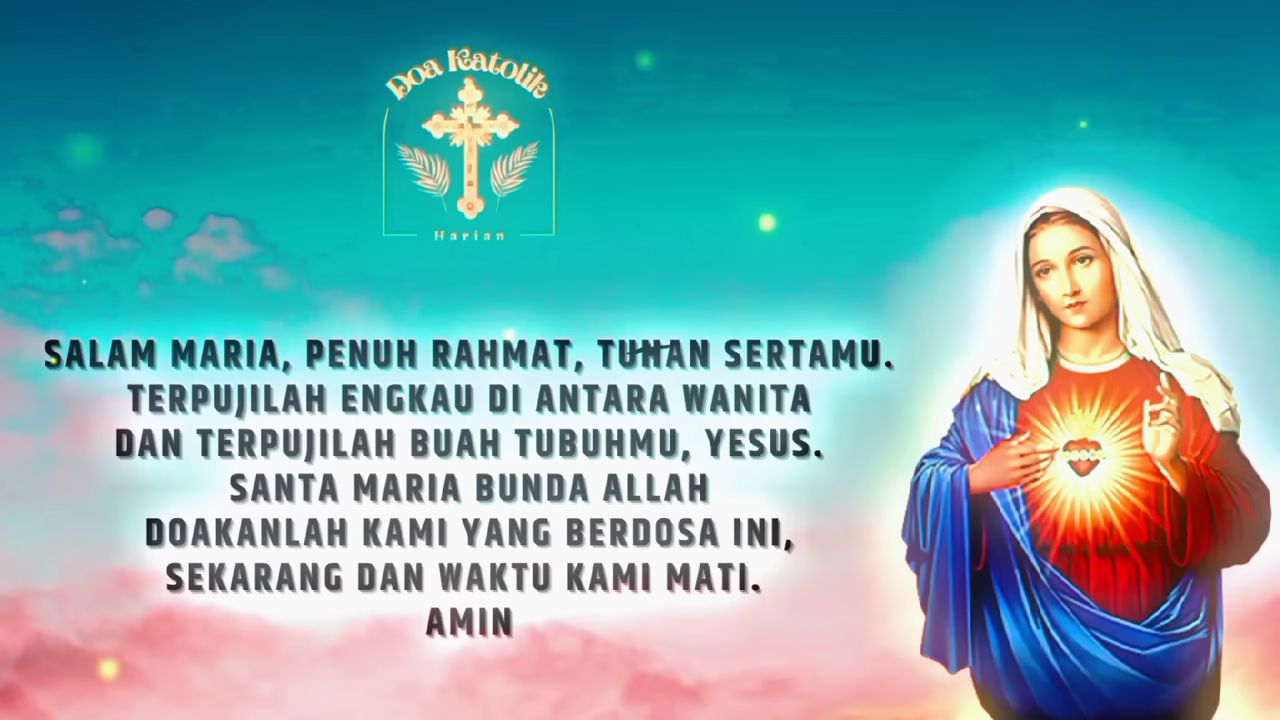 Doa Katolik
Harian
SALAM MARIA, PENUH RAHMAT, TUHAN SERTAMU.
TERPUJILAH ENGKAU DI ANTARA WANITA
DAN TERPUJILAH BUAH TUBUHMU, YESUS.
SANTA MARIA BUNDA ALLAH
DOAKANLAH KAMI YANG BERDOSA INI,
SEKARANG DAN WAKTU KAMI MATI.
AMIN